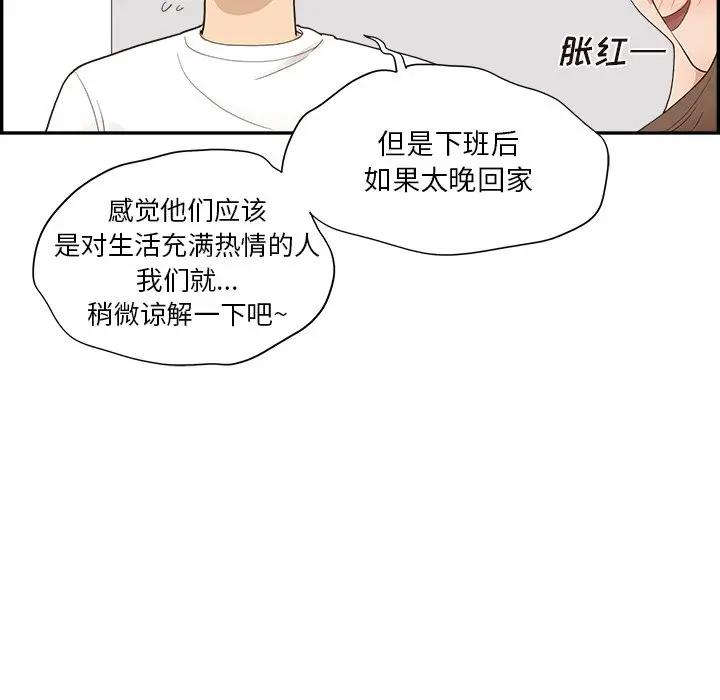 胀红—
但是下班后
如果太晚回家
感觉他们应该
是对生活充满热情的人
我们就...
稍微谅解一下吧~